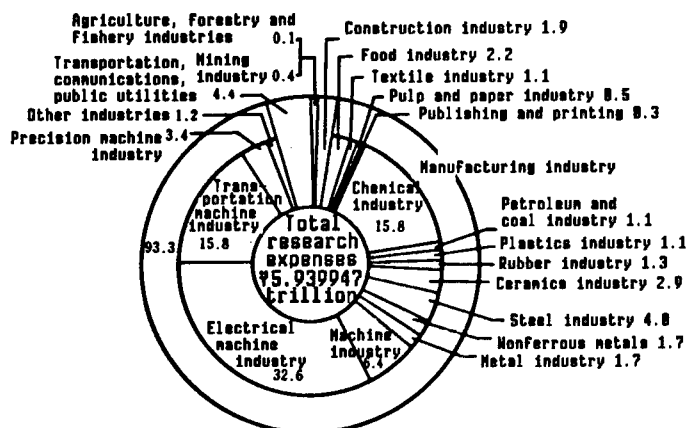 Agriculture, Forestry and
Fishery industries 0.1
Construction industry 1.9
Food industry 2.2
Textile industry 1.1
Pulp and paper industry 0.5
Publishing and printing 0.3
Mining
industry 0.4
Transportation,
communications,
public utilities 4.4
Other industries 1.2
Precision machine 3.4
industry
Manufacturing industry
93.3
Trans-
portation
machine
industry
15.8
Chemical
industry
15.8
Petroleum and
coal industry 1.1
Plastics industry 1.1
Rubber industry 1.3
Ceramics industry 2.9
Steel industry 4.8
Nonferrous metals 1.7
Metal industry 1.7
Machine
industry
6.4
Electrical
machine
industry
32.6
Total
research
expenses
¥5.939947
trillion